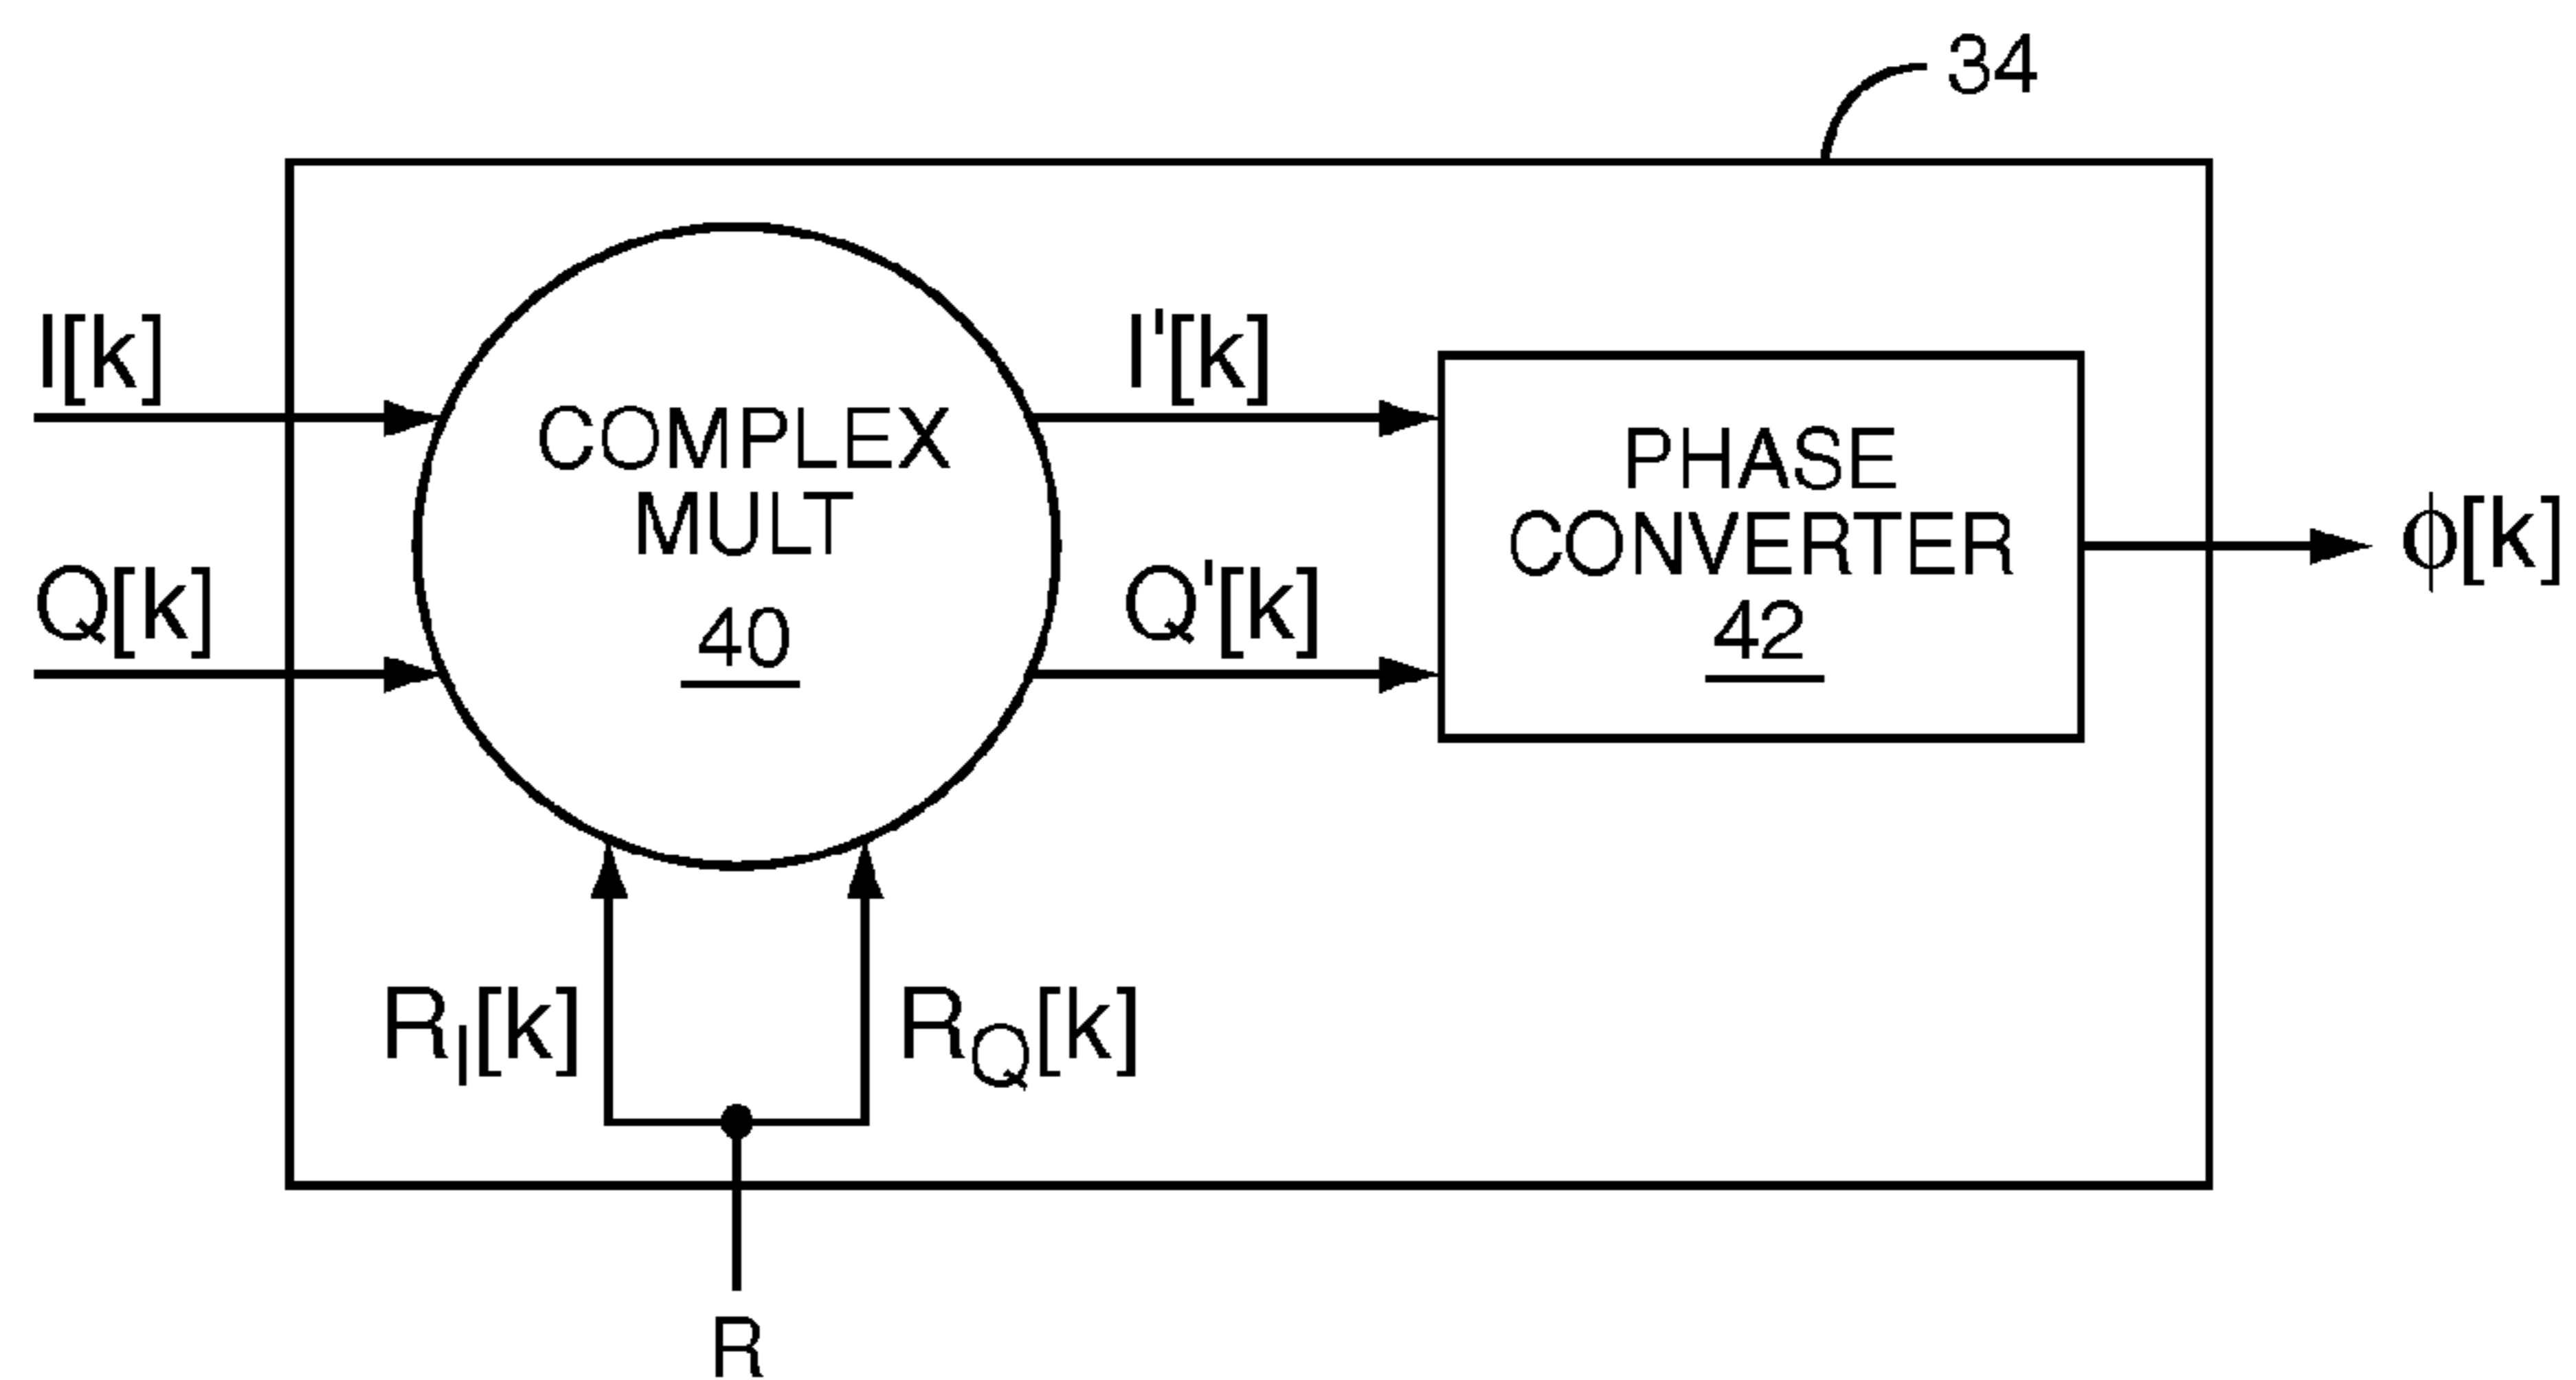 34
I[k]
Q[k]
COMPLEX
MULT
40
I'[k]
Q'[k]
PHASE
CONVERTER
42
ϕ[k]
R_I[k]
R_Q[k]
R